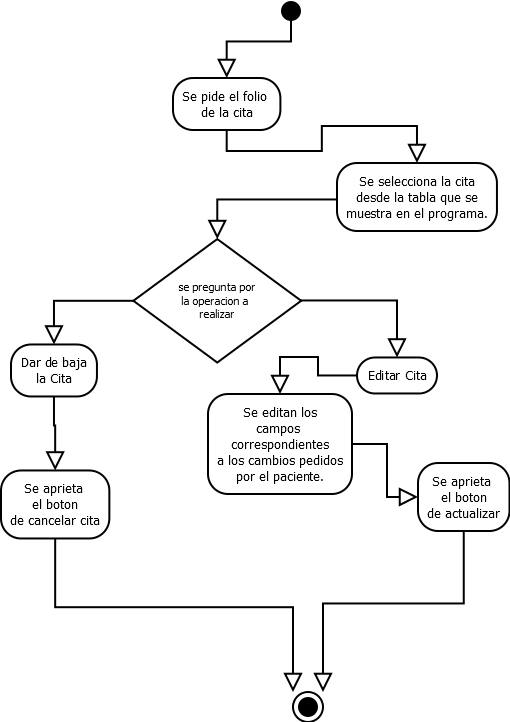 Se pide el folio
de la cita
Se selecciona la cita
desde la tabla que se
muestra en el programa.
se pregunta por
la operacion a
realizar
Dar de baja
la Cita
Editar Cita
Se editan los
campos
correspondientes
a los cambios pedidos
por el paciente.
Se aprieta
el boton
de cancelar cita
Se aprieta
el boton
de actualizar